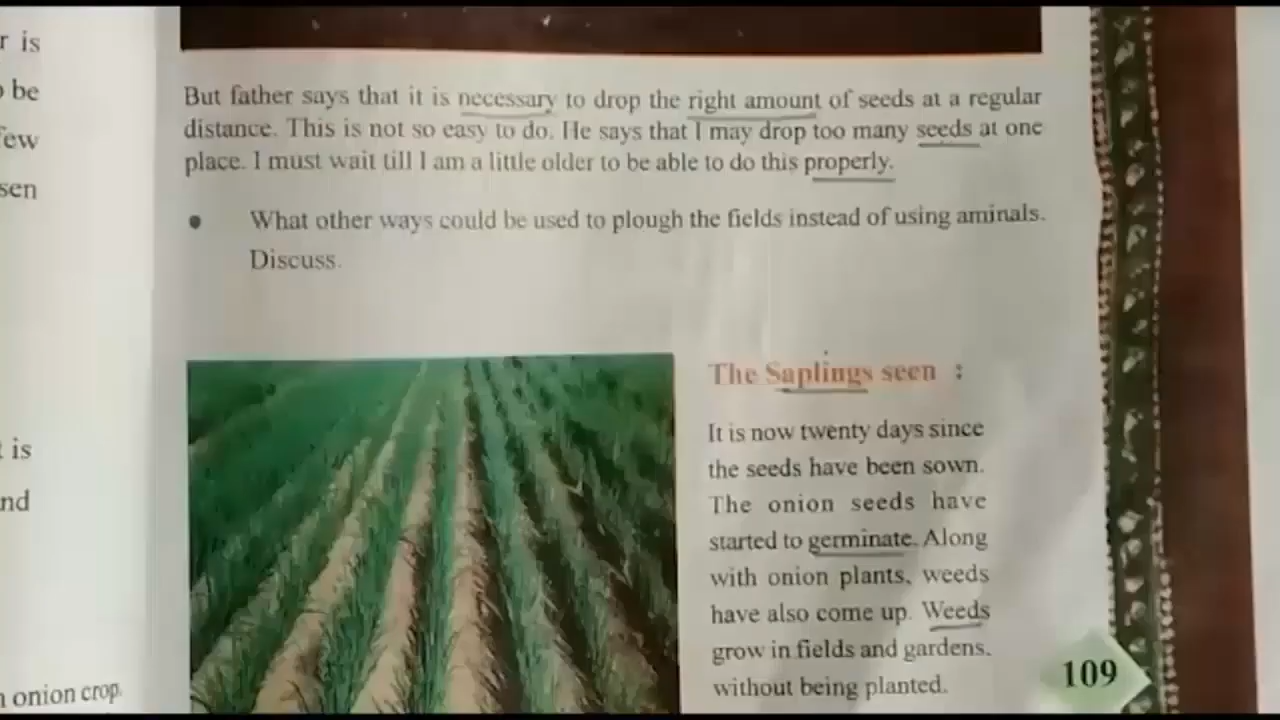 r is
be
few
sen
is
nd
onion crop.
But father says that it is necessary to drop the right amount of seeds at a regular
distance. This is not so easy to do. He says that I may drop too many seeds at one
place. I must wait till I am a little older to be able to do this properly.
• What other ways could be used to plough the fields instead of using aminals.
Discuss.
The Saplings seen :
It is now twenty days since
the seeds have been sown.
The onion seeds have
started to germinate. Along
with onion plants, weeds
have also come up. Weeds
grow in fields and gardens.
without being planted.
109